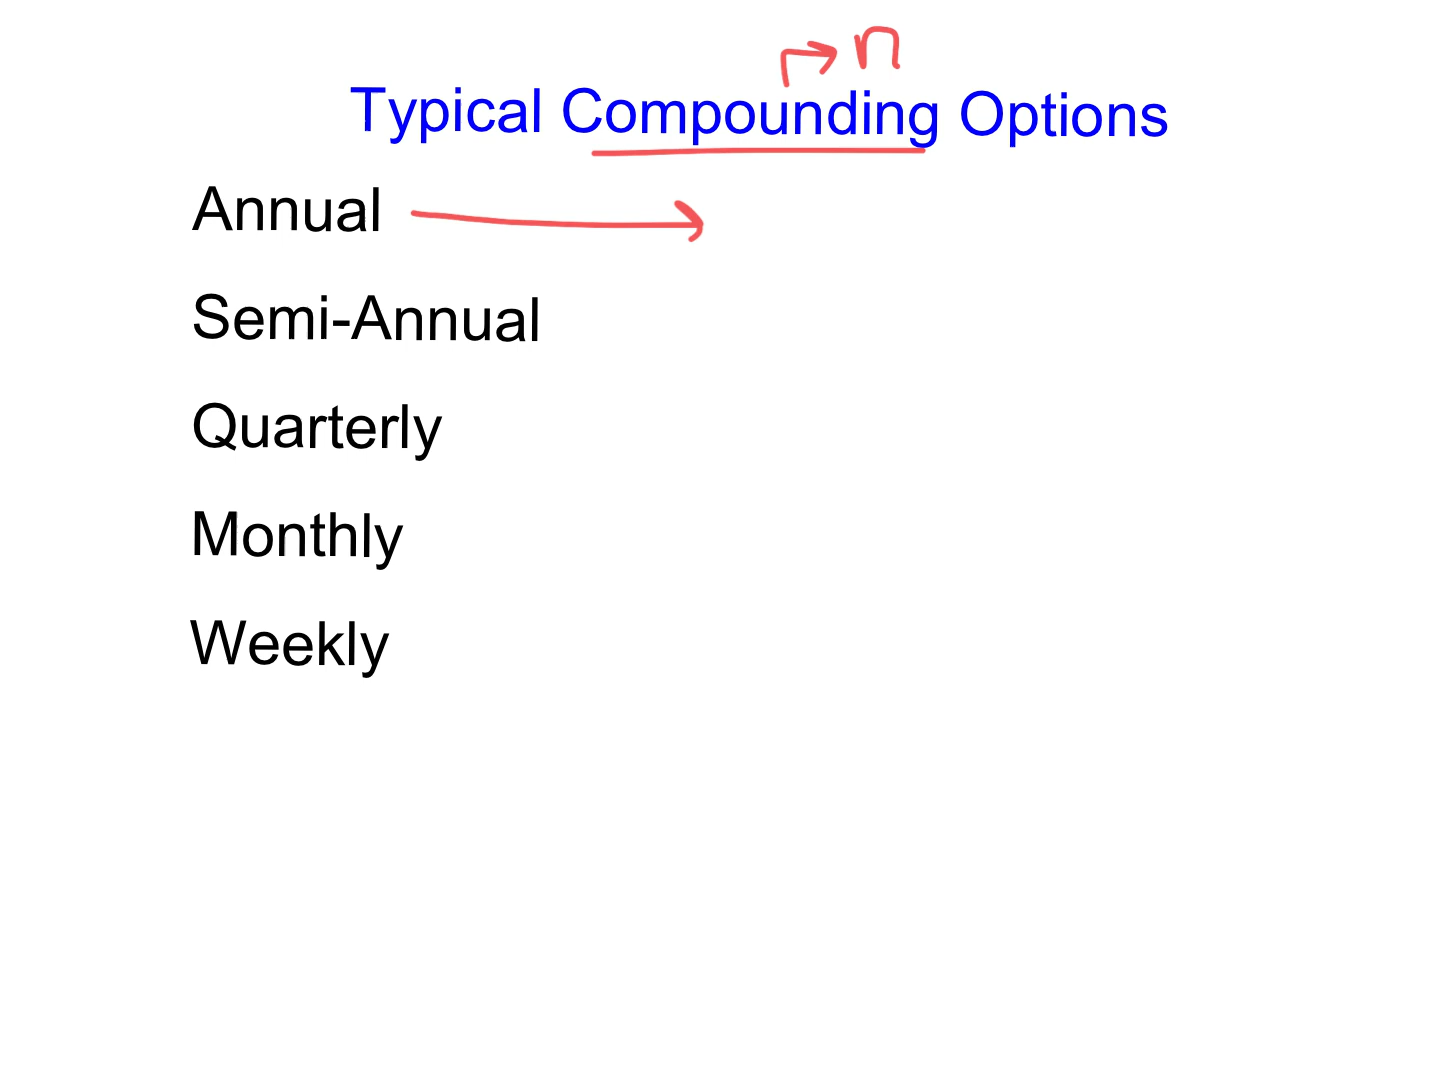 n
Typical Compounding Options
Annual
Semi-Annual
Quarterly
Monthly
Weekly